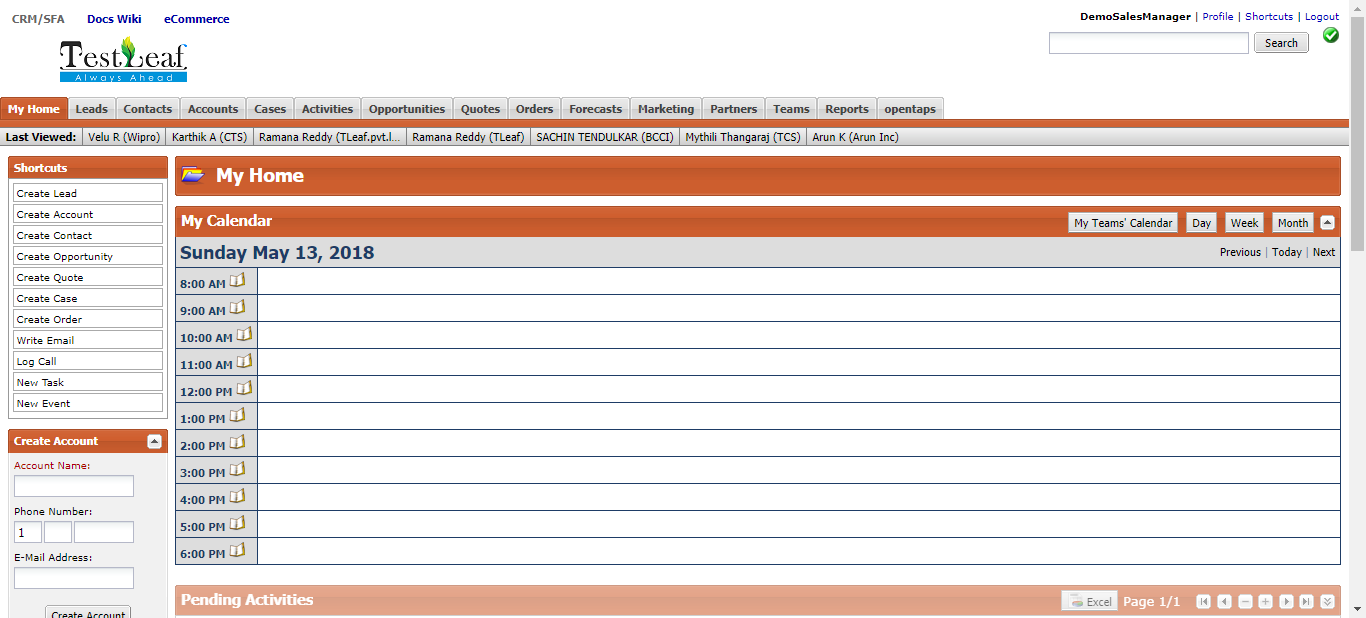 CRM/SFA Docs Wiki eCommerce
DemoSalesManager | Profile | Shortcuts | Logout
Search
TestLeaf
Always Ahead
My Home Leads Contacts Accounts Cases Activities Opportunities Quotes Orders Forecasts Marketing Partners Teams Reports opentaps
Last Viewed: Velu R (Wipro) Karthik A (CTS) Ramana Reddy (TLeaf.pvt.l... Ramana Reddy (TLeaf) SACHIN TENDULKAR (BCCI) Mythili Thangaraj (TCS) Arun K (Arun Inc)
Shortcuts
Create Lead
Create Account
Create Contact
Create Opportunity
Create Quote
Create Case
Create Order
Write Email
Log Call
New Task
New Event
Create Account
Account Name:
Phone Number:
1
E-Mail Address:
Create Account
My Home
My Calendar My Teams' Calendar Day Week Month
Sunday May 13, 2018 Previous | Today | Next
8:00 AM
9:00 AM
10:00 AM
11:00 AM
12:00 PM
1:00 PM
2:00 PM
3:00 PM
4:00 PM
5:00 PM
6:00 PM
Pending Activities Excel Page 1/1